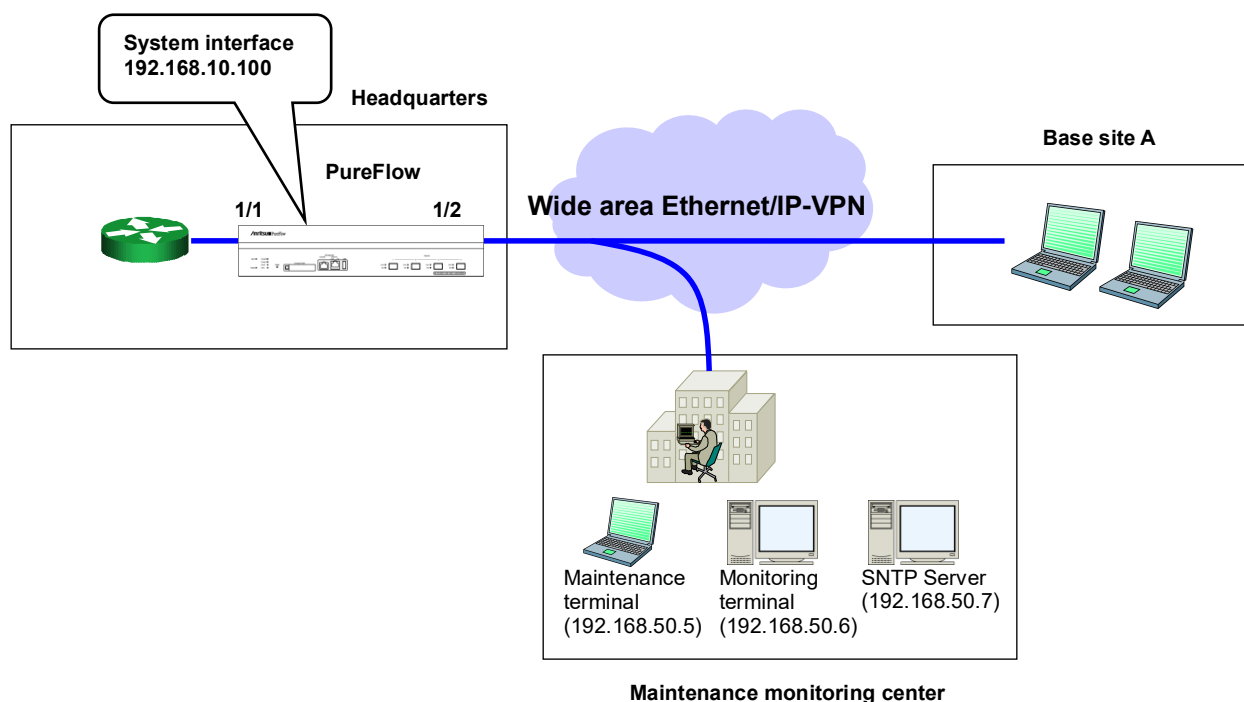 System interface
192.168.10.100
Headquarters
Base site A
PureFlow
1/1
1/2
Wide area Ethernet/IP-VPN
Anritsu PureFlow
Maintenance
terminal
(192.168.50.5)
Monitoring
terminal
(192.168.50.6)
SNTP Server
(192.168.50.7)
Maintenance monitoring center